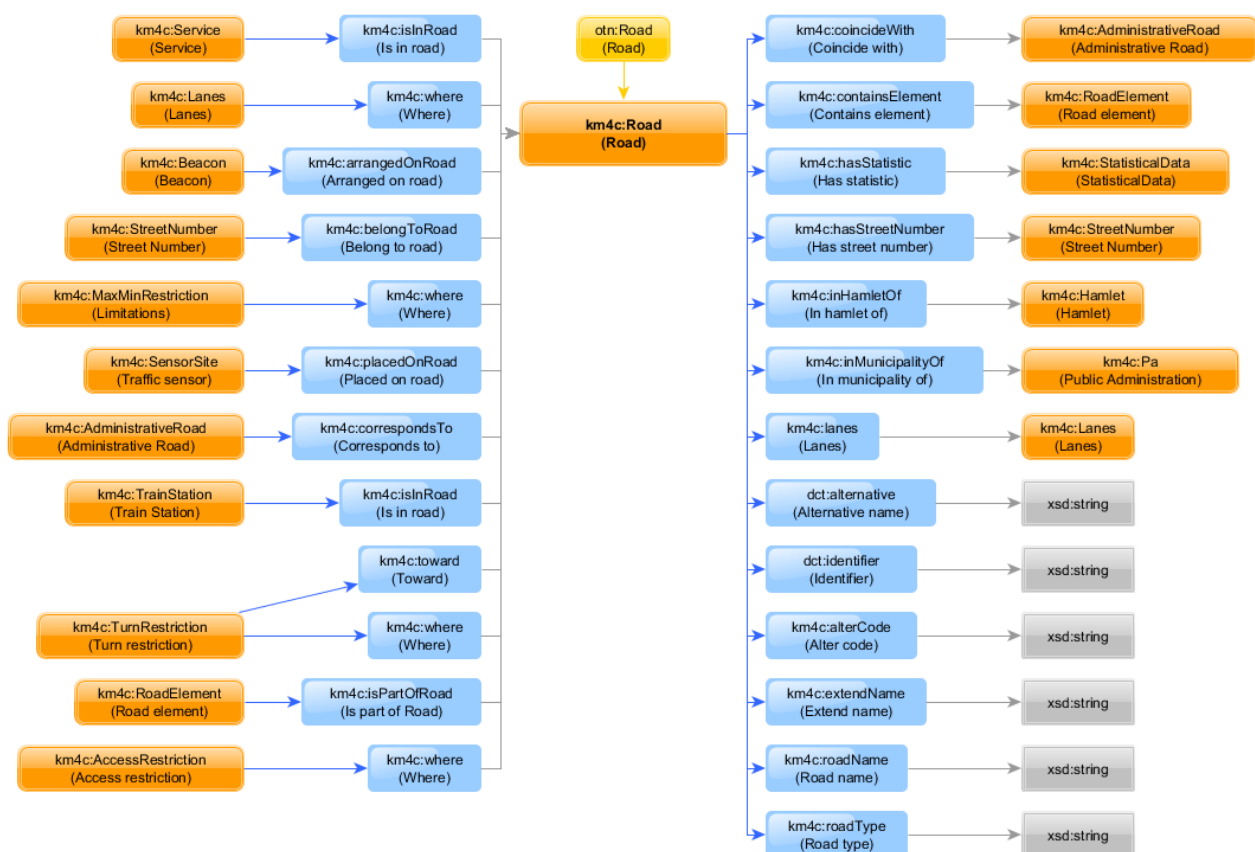 km4c:Service
(Service)
km4c:isInRoad
(Is in road)
km4c:Lanes
(Lanes)
km4c:where
(Where)
km4c:Beacon
(Beacon)
km4c:arrangedOnRoad
(Arranged on road)
km4c:StreetNumber
(Street Number)
km4c:belongToRoad
(Belong to road)
km4c:MaxMinRestriction
(Limitations)
km4c:where
(Where)
km4c:SensorSite
(Traffic sensor)
km4c:placedOnRoad
(Placed on road)
km4c:AdministrativeRoad
(Administrative Road)
km4c:correspondsTo
(Corresponds to)
km4c:TrainStation
(Train Station)
km4c:isInRoad
(Is in road)
km4c:toward
(Toward)
km4c:TurnRestriction
(Turn restriction)
km4c:where
(Where)
km4c:RoadElement
(Road element)
km4c:isPartOfRoad
(Is part of Road)
km4c:AccessRestriction
(Access restriction)
km4c:where
(Where)
otn:Road
(Road)
km4c:Road
(Road)
km4c:coincideWith
(Coincide with)
km4c:AdministrativeRoad
(Administrative Road)
km4c:containsElement
(Contains element)
km4c:RoadElement
(Road element)
km4c:hasStatistic
(Has statistic)
km4c:StatisticalData
(StatisticalData)
km4c:hasStreetNumber
(Has street number)
km4c:StreetNumber
(Street Number)
km4c:inHamletOf
(In hamlet of)
km4c:Hamlet
(Hamlet)
km4c:inMunicipalityOf
(In municipality of)
km4c:Pa
(Public Administration)
km4c:lanes
(Lanes)
km4c:Lanes
(Lanes)
dct:alternative
(Alternative name)
xsd:string
dct:identifier
(Identifier)
xsd:string
km4c:alterCode
(Alter code)
xsd:string
km4c:extendName
(Extend name)
xsd:string
km4c:roadName
(Road name)
xsd:string
km4c:roadType
(Road type)
xsd:string